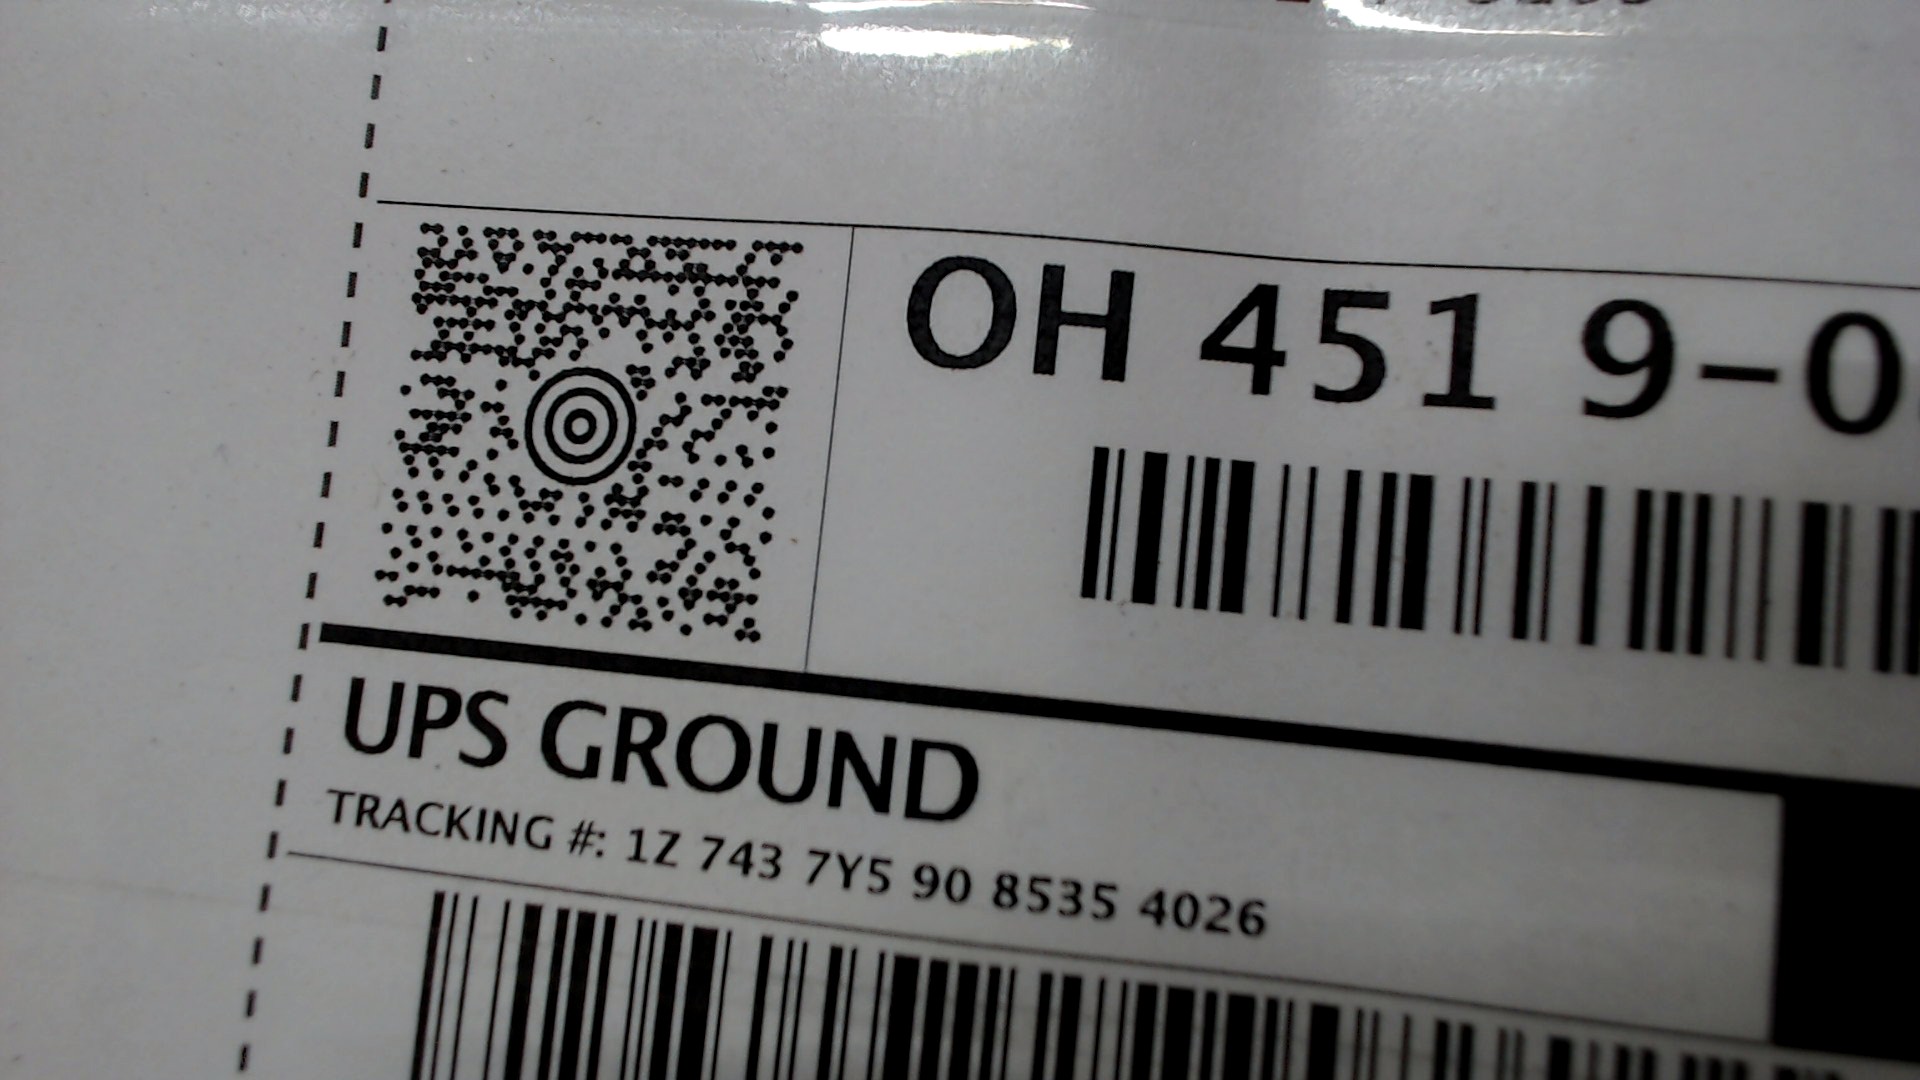 OH 451 9-0
UPS GROUND
TRACKING #: 1Z 743 7Y5 90 8535 4026